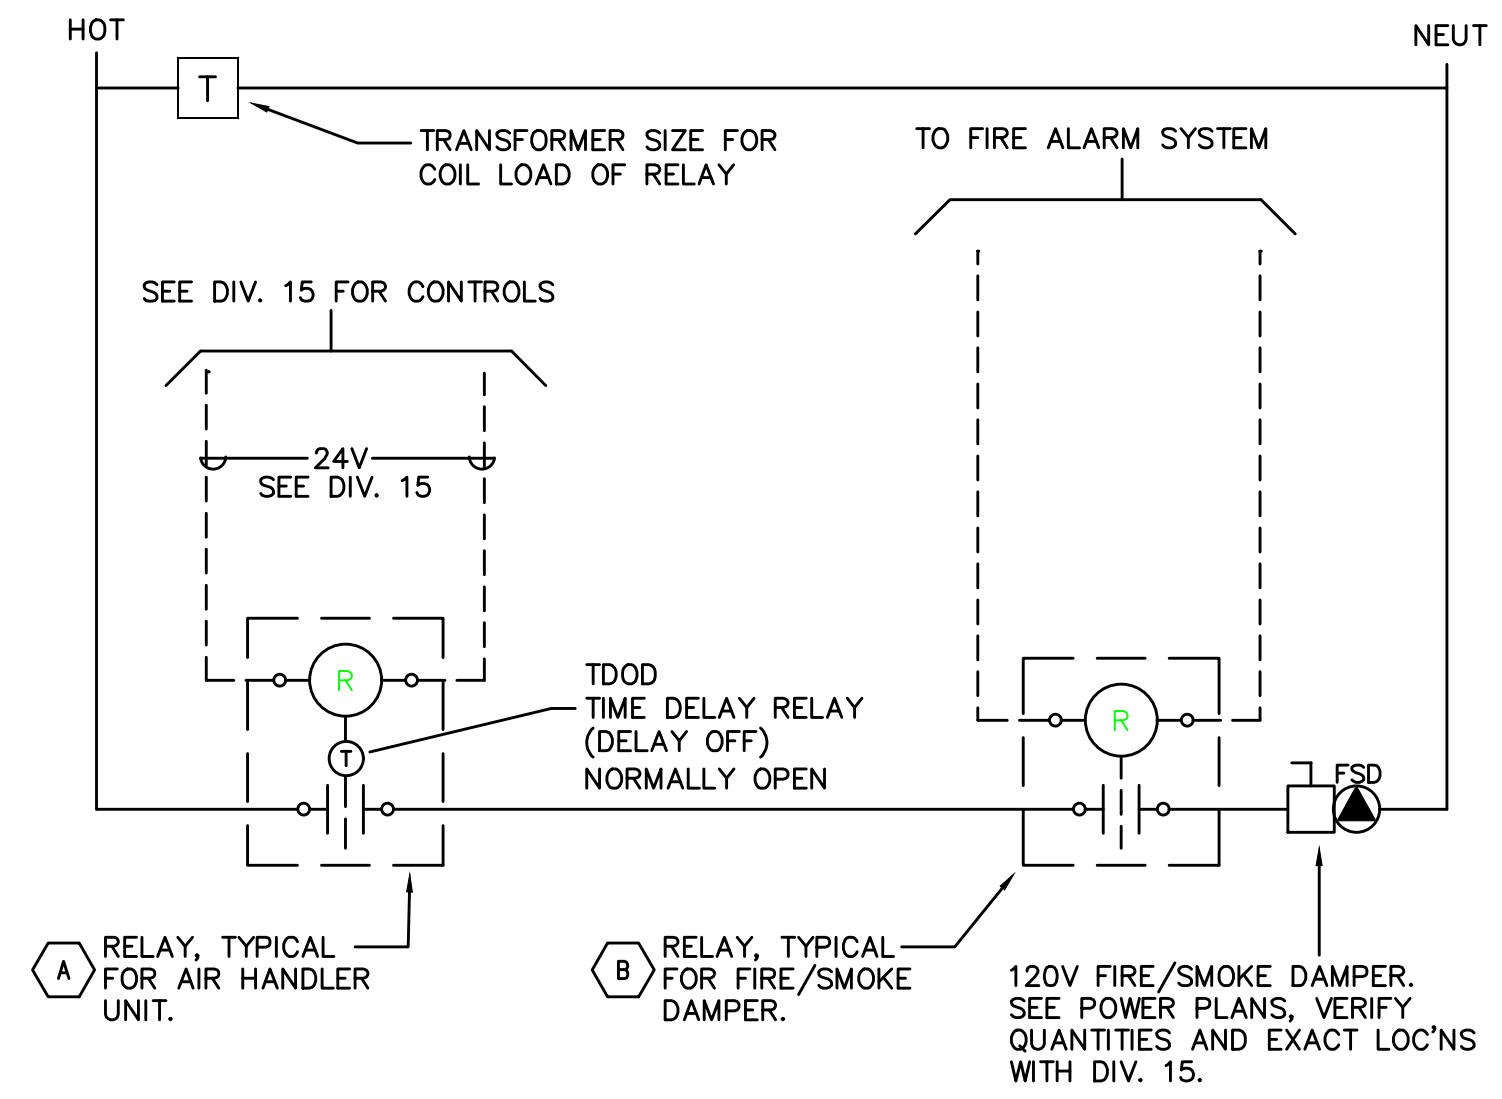 HOT
NEUT
T
TRANSFORMER SIZE FOR
COIL LOAD OF RELAY
TO FIRE ALARM SYSTEM
SEE DIV. 15 FOR CONTROLS
24V
SEE DIV. 15
R
T
TDOD
TIME DELAY RELAY
(DELAY OFF)
NORMALLY OPEN
R
FSD
A
RELAY, TYPICAL
FOR AIR HANDLER
UNIT.
B
RELAY, TYPICAL
FOR FIRE/SMOKE
DAMPER.
120V FIRE/SMOKE DAMPER.
SEE POWER PLANS, VERIFY
QUANTITIES AND EXACT LOC'NS
WITH DIV. 15.